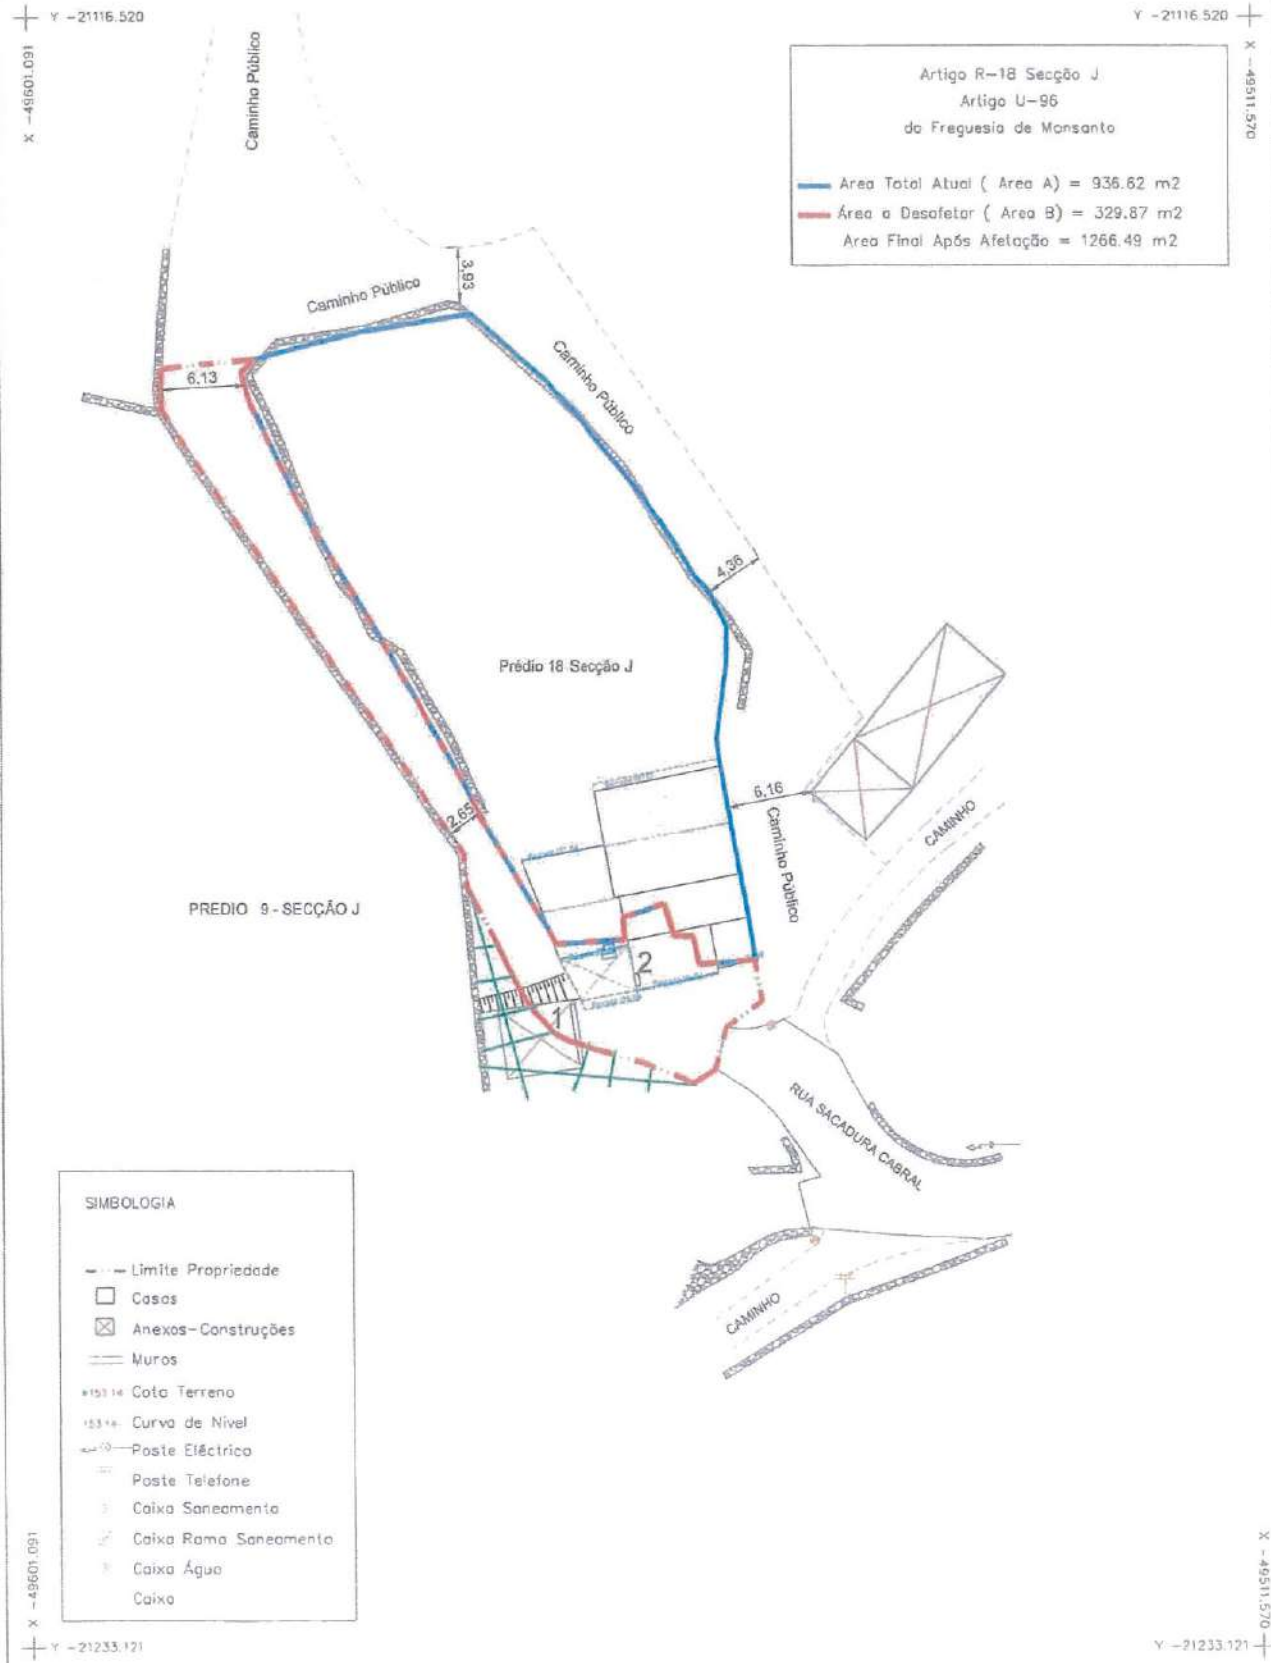 Y -21116.520
Y -21116.520
X -49601.091
X -49511.570
Caminho Público
Artigo R-18 Secção J
Artigo U-96
da Freguesia de Monsanto
Area Total Atual ( Area A) = 936.62 m2
Área a Desafetar ( Area B) = 329.87 m2
Area Final Após Afetação = 1266.49 m2
3,93
Caminho Público
Caminho Público
6,13
4,36
Prédio 18 Secção J
6,16
2,65
Caminho Público
CAMINHO
PREDIO 9 - SECÇÃO J
2
1
RUA SACADURA CABRAL
CAMINHO
SIMBOLOGIA
Limite Propriedade
Casas
Anexos-Construções
Muros
Cota Terreno
Curva de Nivel
Poste Eléctrico
Poste Telefone
Caixa Saneamento
Caixa Rama Saneamento
Caixa Água
Caixa
X -49601.091
X -49511.570
Y -21233.121
Y -21233.121